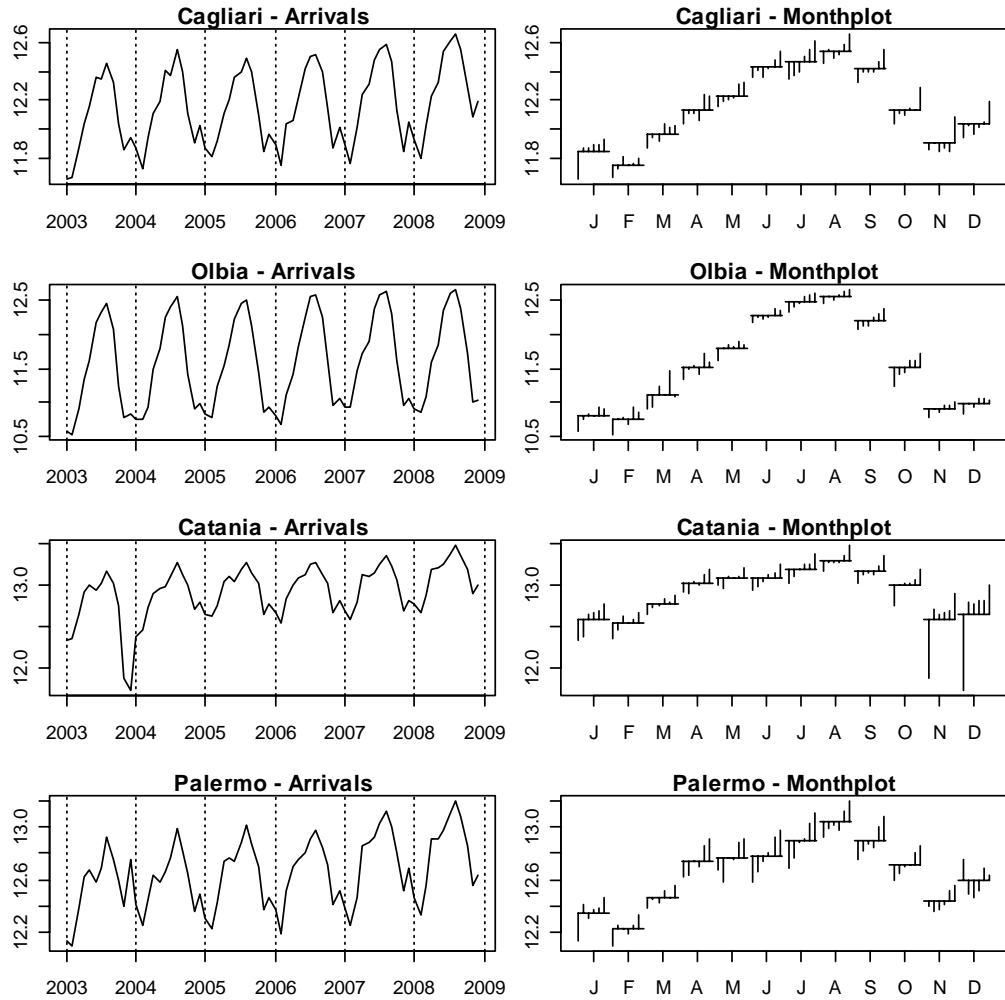 Cagliari - Arrivals
12.6
12.2
11.8
2003 2004 2005 2006 2007 2008 2009
Cagliari - Monthplot
12.6
12.2
11.8
J F M A M J J A S O N D
Olbia - Arrivals
12.5
11.5
10.5
2003 2004 2005 2006 2007 2008 2009
Olbia - Monthplot
12.5
11.5
10.5
J F M A M J J A S O N D
Catania - Arrivals
13.0
12.0
2003 2004 2005 2006 2007 2008 2009
Catania - Monthplot
13.0
12.0
J F M A M J J A S O N D
Palermo - Arrivals
13.0
12.6
12.2
2003 2004 2005 2006 2007 2008 2009
Palermo - Monthplot
13.0
12.6
12.2
J F M A M J J A S O N D